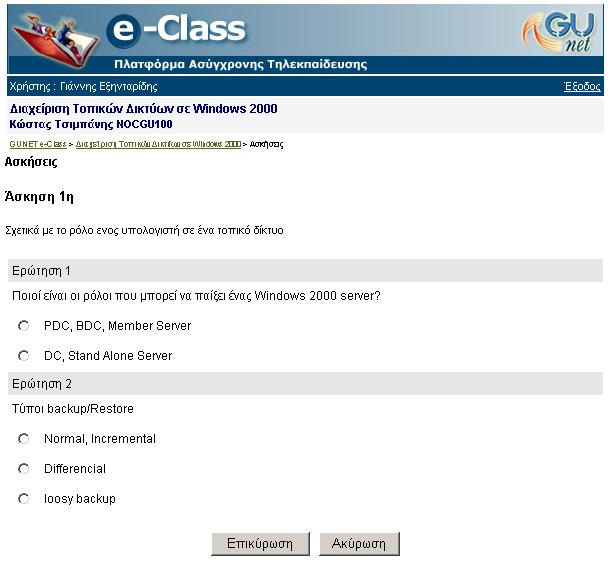 e-Class
GUnet
Πλατφόρμα Ασύγχρονης Τηλεκπαίδευσης
Χρήστης : Γιάννης Εξηνταρίδης
Έξοδος
Διαχείριση Τοπικών Δικτύων σε Windows 2000
Κώστας Τσιμπάνης NOCGU100
GUNET e-Class > Διαχείριση Τοπικών Δικτύων σε Windows 2000 > Ασκήσεις
Ασκήσεις
Άσκηση 1η
Σχετικά με το ρόλο ενος υπολογιστή σε ένα τοπικό δίκτυο
Ερώτηση 1
Ποιοί είναι οι ρόλοι που μπορεί να παίξει ένας Windows 2000 server?
PDC, BDC, Member Server
DC, Stand Alone Server
Ερώτηση 2
Τύποι backup/Restore
Normal, Incremental
Differencial
loosy backup
Επικύρωση
Ακύρωση